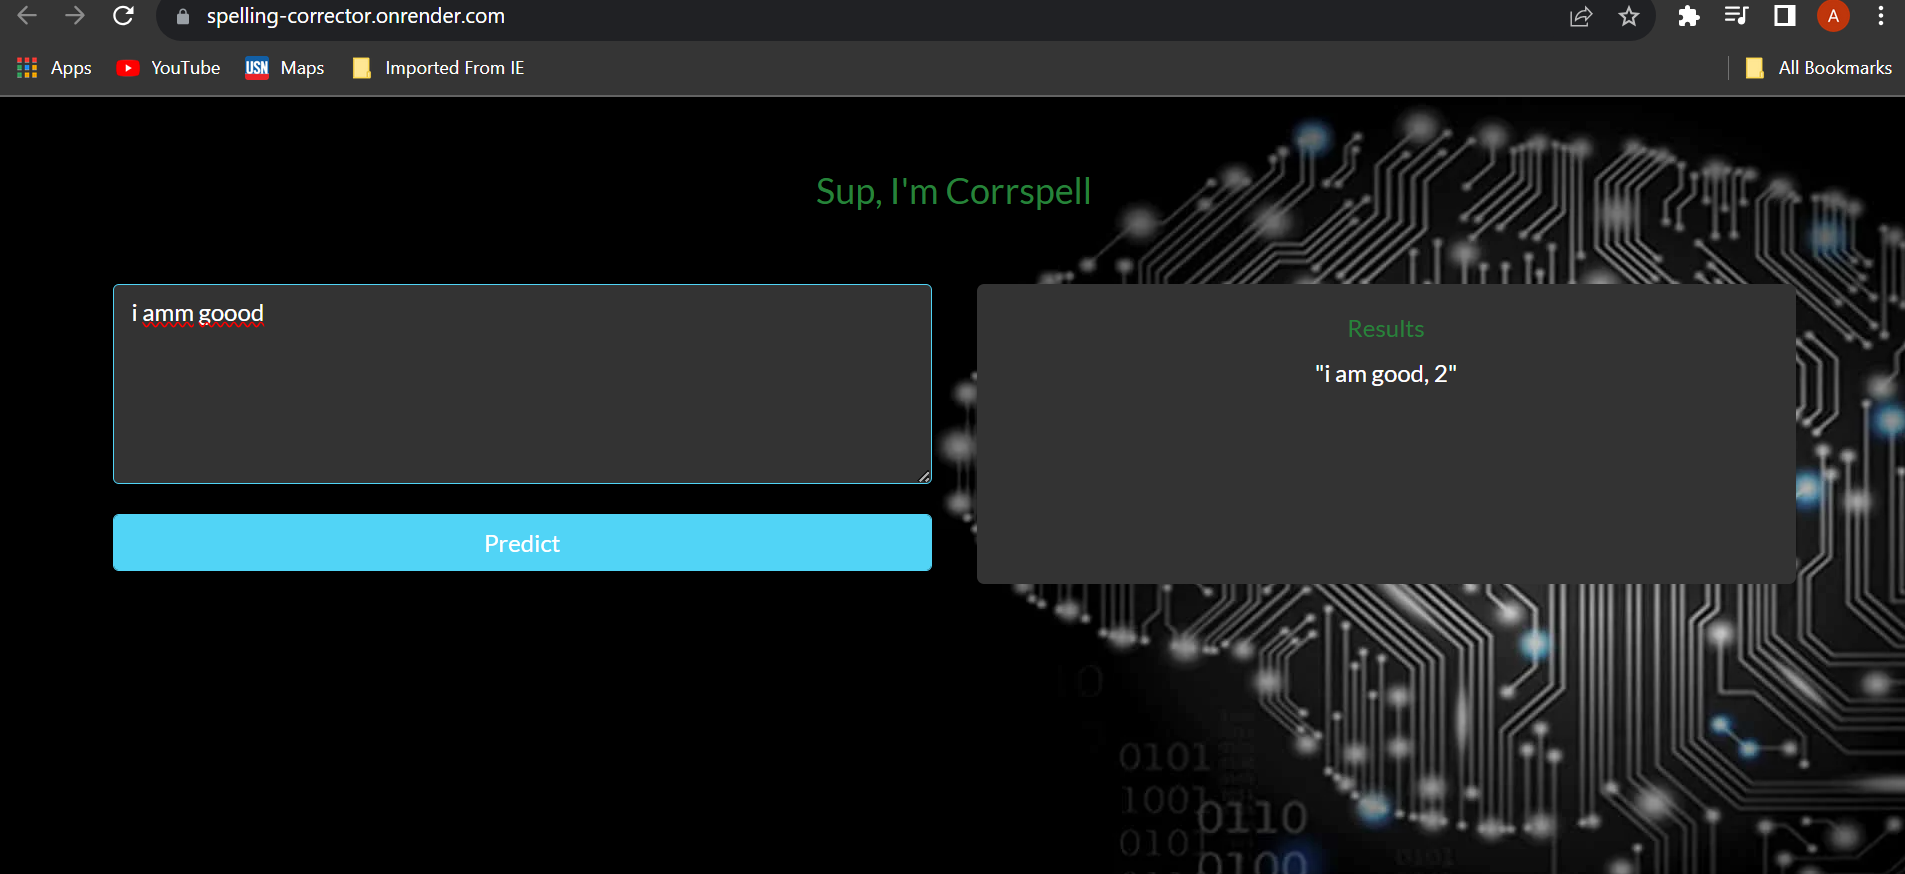 spelling-corrector.onrender.com
A
Apps YouTube USN Maps Imported From IE All Bookmarks
Sup, I'm Corrspell
i amm goood
Results
"i am good, 2"
Predict
0101
1001
0110
0101
0100